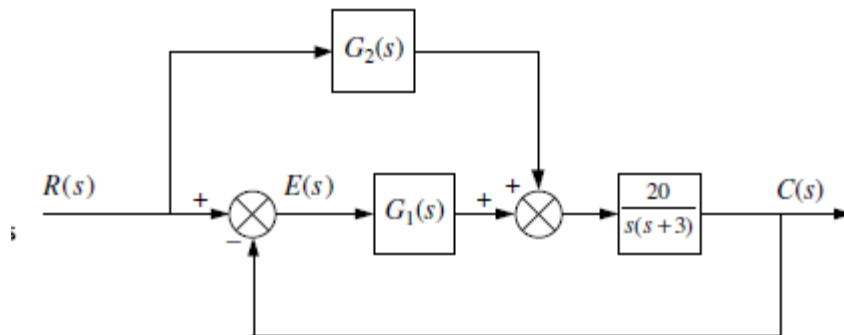 G₂(s)
R(s)
+
−
E(s)
G₁(s)
+
+
20
s(s+3)
C(s)
s